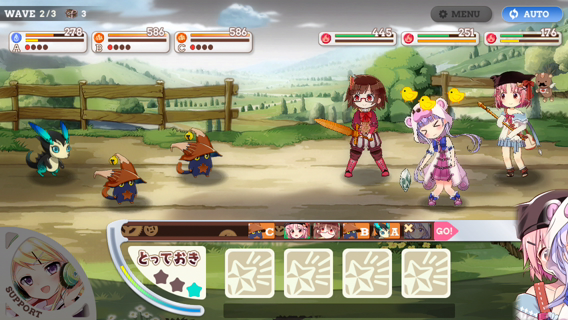 WAVE 2/3 3
MENU
AUTO
A 278
B 586
C 586
445
251
176
C B A GO!
とっておき
SUPPORT